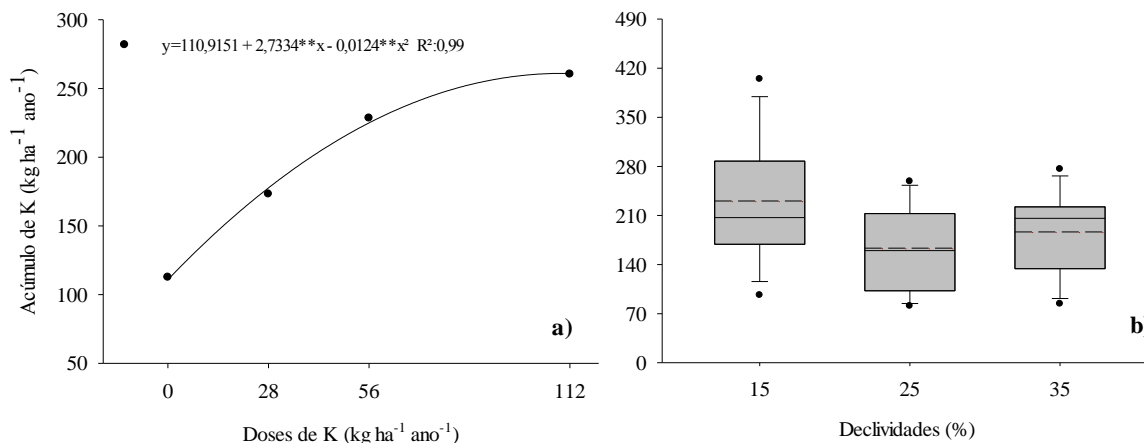 300
250
200
150
100
50
y=110,9151 + 2,7334**x - 0,0124**x² R²:0,99
Acúmulo de K (kg ha⁻¹ ano⁻¹)
a)
0 28 56 112
Doses de K (kg ha⁻¹ ano⁻¹)
490
420
350
280
210
140
70
0
b)
15 25 35
Declividades (%)